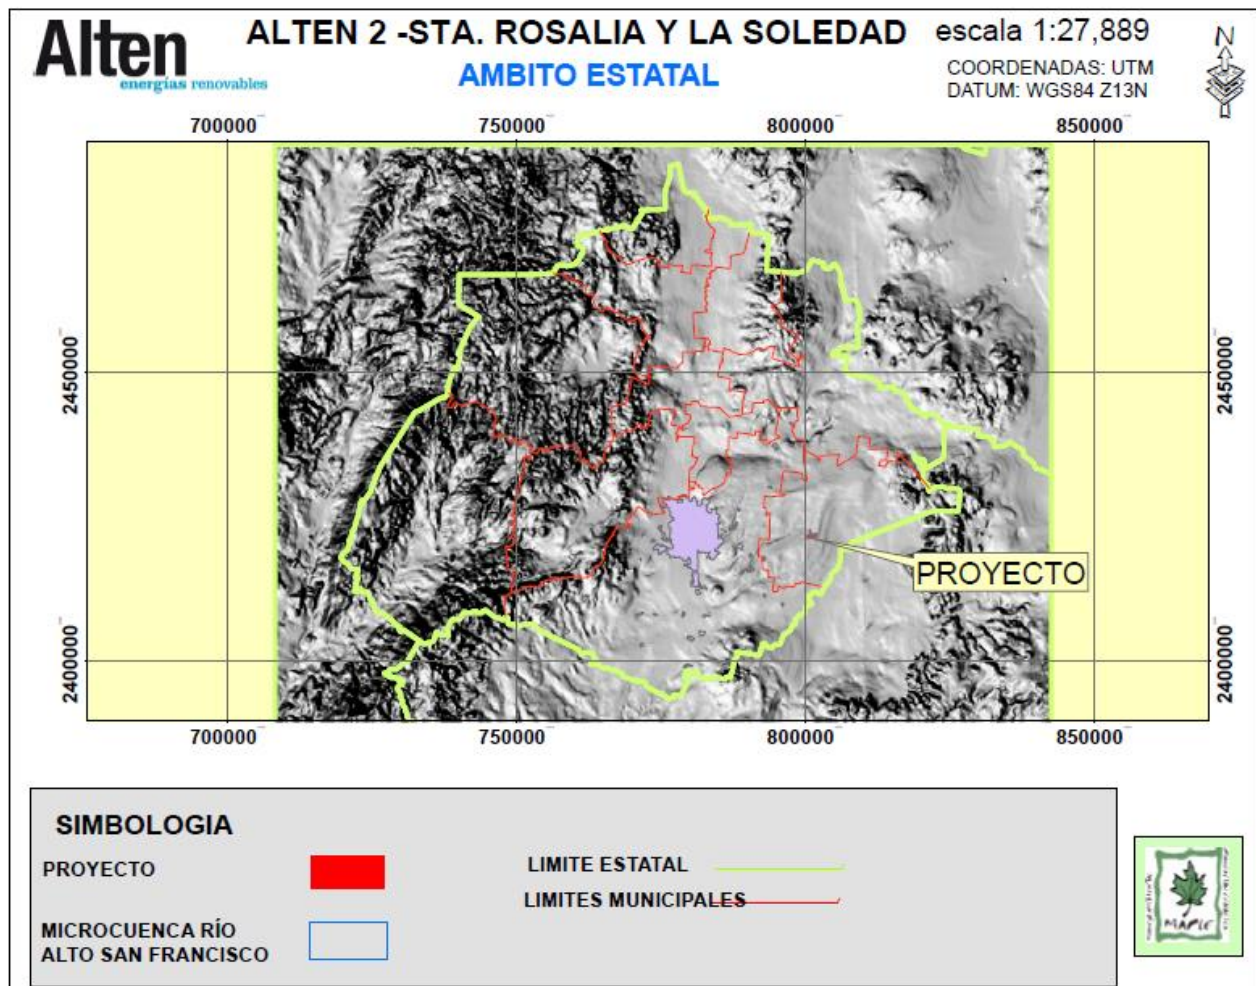 Alten
energías renovables
ALTEN 2 -STA. ROSALIA Y LA SOLEDAD
AMBITO ESTATAL
escala 1:27,889
COORDENADAS: UTM
DATUM: WGS84 Z13N
N
700000
750000
800000
850000
2450000
2450000
PROYECTO
2400000
2400000
700000
750000
800000
850000
SIMBOLOGIA
PROYECTO
LIMITE ESTATAL
LIMITES MUNICIPALES
MICROCUENCA RÍO
ALTO SAN FRANCISCO
MAPLE